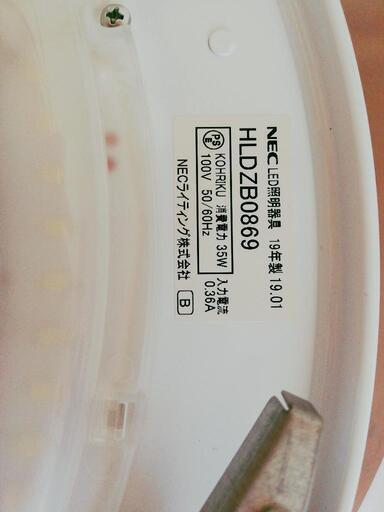 NEC LED照明器具 19年製 19.01
HLDZB0869
PS
E
KOHRIKU 消費電力 35W 入力電流
100V 50/60Hz 0.36A
NECライティング株式会社 B